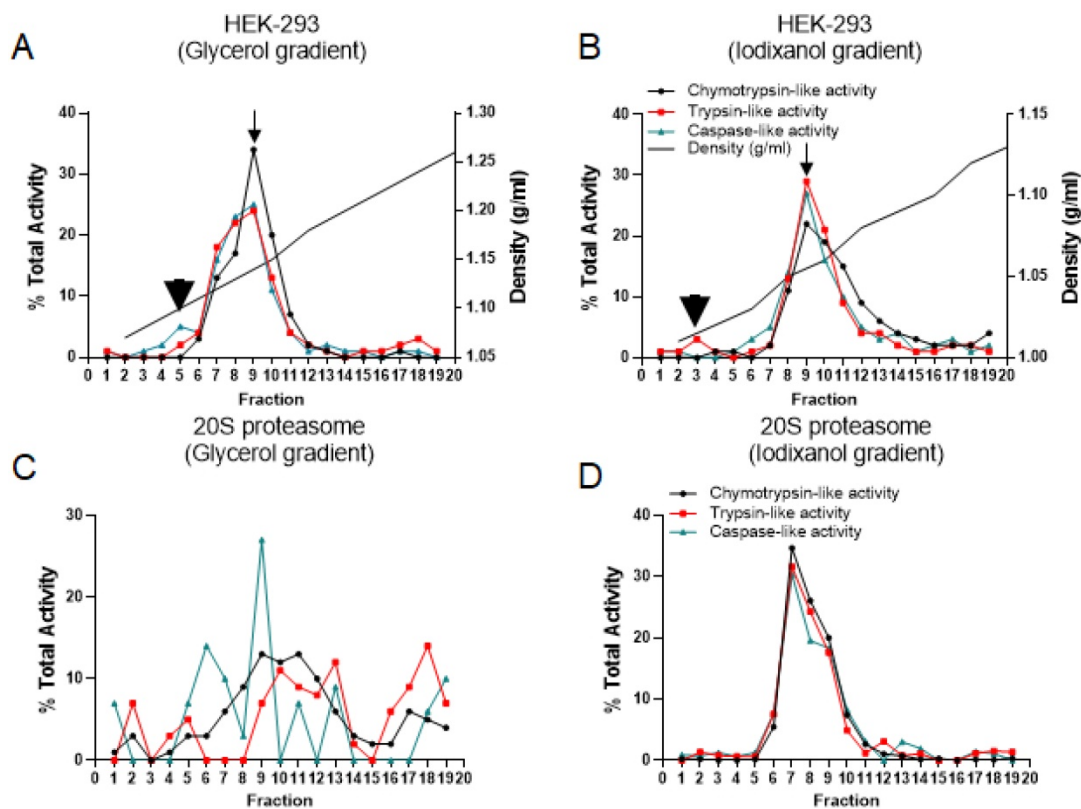 A
HEK-293
(Glycerol gradient)
40
30
20
10
0
% Total Activity
1.30
1.25
1.20
1.15
1.10
1.05
Density (g/ml)
0 1 2 3 4 5 6 7 8 9 10 11 12 13 14 15 16 17 18 19 20
Fraction
B
HEK-293
(Iodixanol gradient)
Chymotrypsin-like activity
Trypsin-like activity
Caspase-like activity
Density (g/ml)
40
30
20
10
0
% Total Activity
1.15
1.10
1.05
1.00
Density (g/ml)
0 1 2 3 4 5 6 7 8 9 10 11 12 13 14 15 16 17 18 19 20
Fraction
C
20S proteasome
(Glycerol gradient)
30
20
10
0
% Total Activity
0 1 2 3 4 5 6 7 8 9 10 11 12 13 14 15 16 17 18 19 20
Fraction
D
20S proteasome
(Iodixanol gradient)
Chymotrypsin-like activity
Trypsin-like activity
Caspase-like activity
40
30
20
10
0
% Total Activity
0 1 2 3 4 5 6 7 8 9 10 11 12 13 14 15 16 17 18 19 20
Fraction